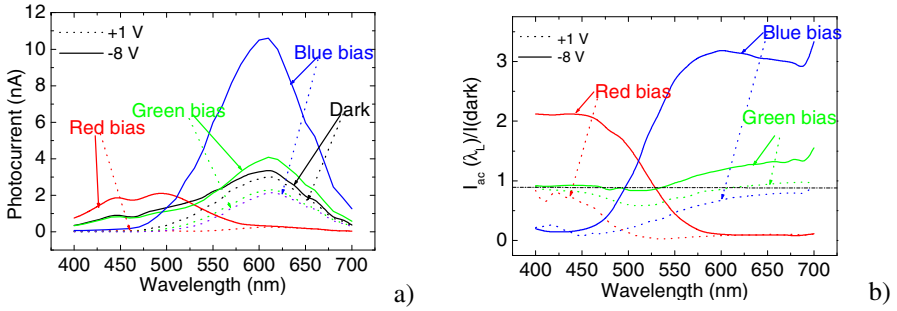 12
10
8
6
4
2
0
Photocurrent (nA)
+1 V
-8 V
Blue bias
Green bias
Dark
Red bias
400 450 500 550 600 650 700
Wavelength (nm)
a)
3
2
1
0
I_ac(λ_L)/I(dark)
+1 V
-8 V
Blue bias
Red bias
Green bias
400 450 500 550 600 650 700
Wavelength (nm)
b)